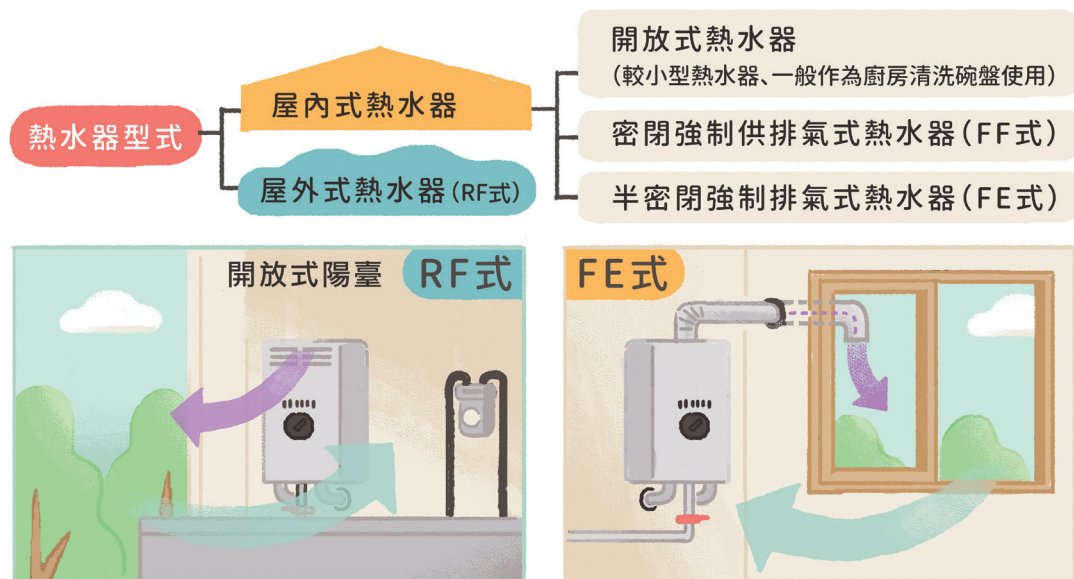 熱水器型式
屋內式熱水器
屋外式熱水器(RF式)
開放式熱水器
(較小型熱水器、一般作為廚房清洗碗盤使用)
密閉強制供排氣式熱水器(FF式)
半密閉強制排氣式熱水器(FE式)
開放式陽臺
RF式
FE式